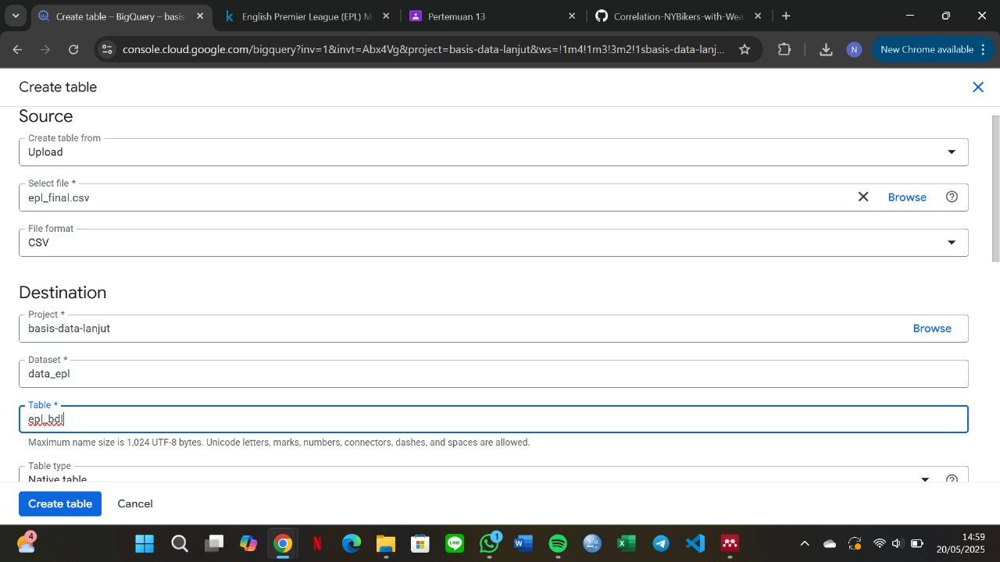 Create table – BigQuery – basis
English Premier League (EPL) M
Pertemuan 13
Correlation-NYBikers-with-Wea
console.cloud.google.com/bigquery?inv=1&invt=Abx4Vg&project=basis-data-lanjut&ws=!1m4!1m3!3m2!1sbasis-data-lanj...
N
New Chrome available
Create table
Source
Create table from
Upload
Select file *
epl_final.csv
Browse
File format
CSV
Destination
Project *
basis-data-lanjut
Browse
Dataset *
data_epl
Table *
epl_bdl
Maximum name size is 1,024 UTF-8 bytes. Unicode letters, marks, numbers, connectors, dashes, and spaces are allowed.
Table type
Native table
Create table
Cancel
4
1
14:59
20/05/2025